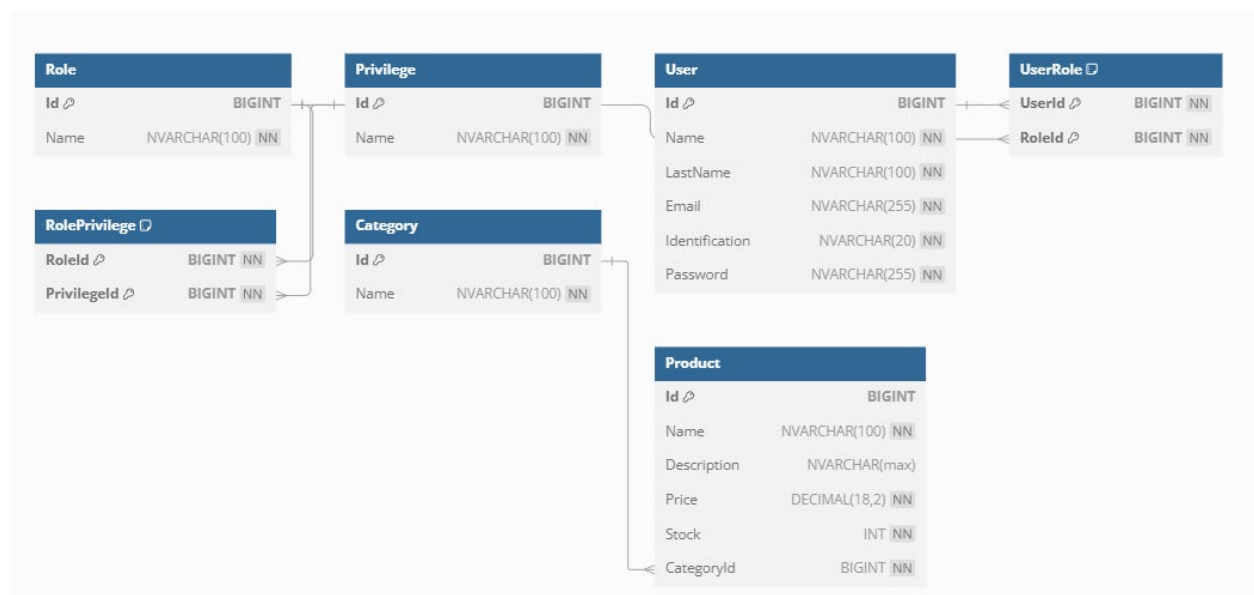 Role
Id BIGINT
Name NVARCHAR(100) NN
Privilege
Id BIGINT
Name NVARCHAR(100) NN
User
Id BIGINT
Name NVARCHAR(100) NN
LastName NVARCHAR(100) NN
Email NVARCHAR(255) NN
Identification NVARCHAR(20) NN
Password NVARCHAR(255) NN
UserRole
UserId BIGINT NN
RoleId BIGINT NN
RolePrivilege
RoleId BIGINT NN
PrivilegeId BIGINT NN
Category
Id BIGINT
Name NVARCHAR(100) NN
Product
Id BIGINT
Name NVARCHAR(100) NN
Description NVARCHAR(max)
Price DECIMAL(18,2) NN
Stock INT NN
CategoryId BIGINT NN